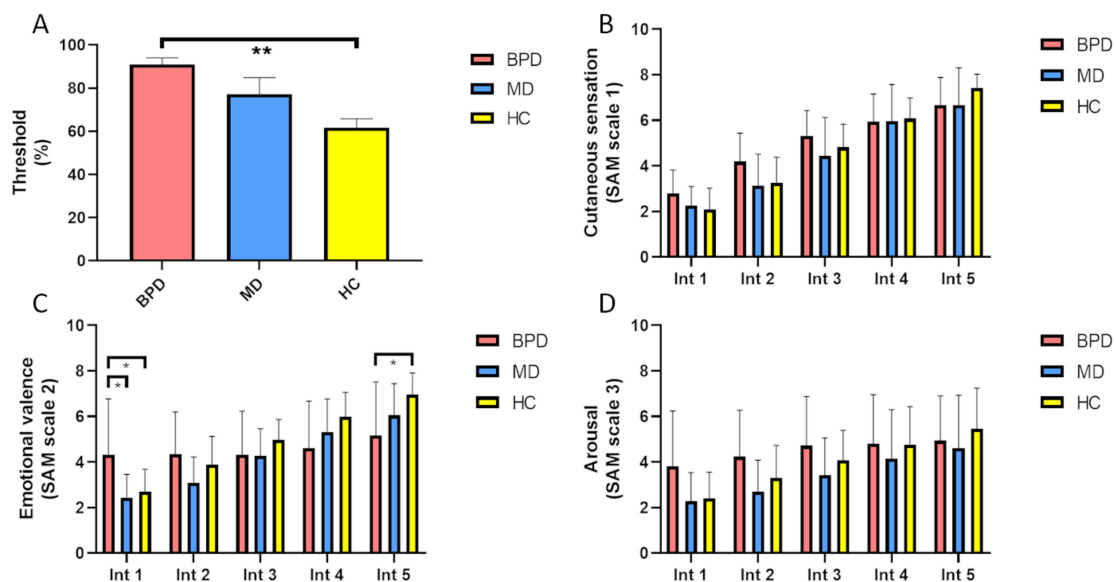 A
Threshold
(%)
100
80
60
40
20
0
**
BPD
MD
HC
BPD
MD
HC
B
Cutaneous sensation
(SAM scale 1)
10
8
6
4
2
0
Int 1
Int 2
Int 3
Int 4
Int 5
BPD
MD
HC
C
Emotional valence
(SAM scale 2)
10
8
6
4
2
0
*
*
*
Int 1
Int 2
Int 3
Int 4
Int 5
BPD
MD
HC
D
Arousal
(SAM scale 3)
10
8
6
4
2
0
Int 1
Int 2
Int 3
Int 4
Int 5
BPD
MD
HC